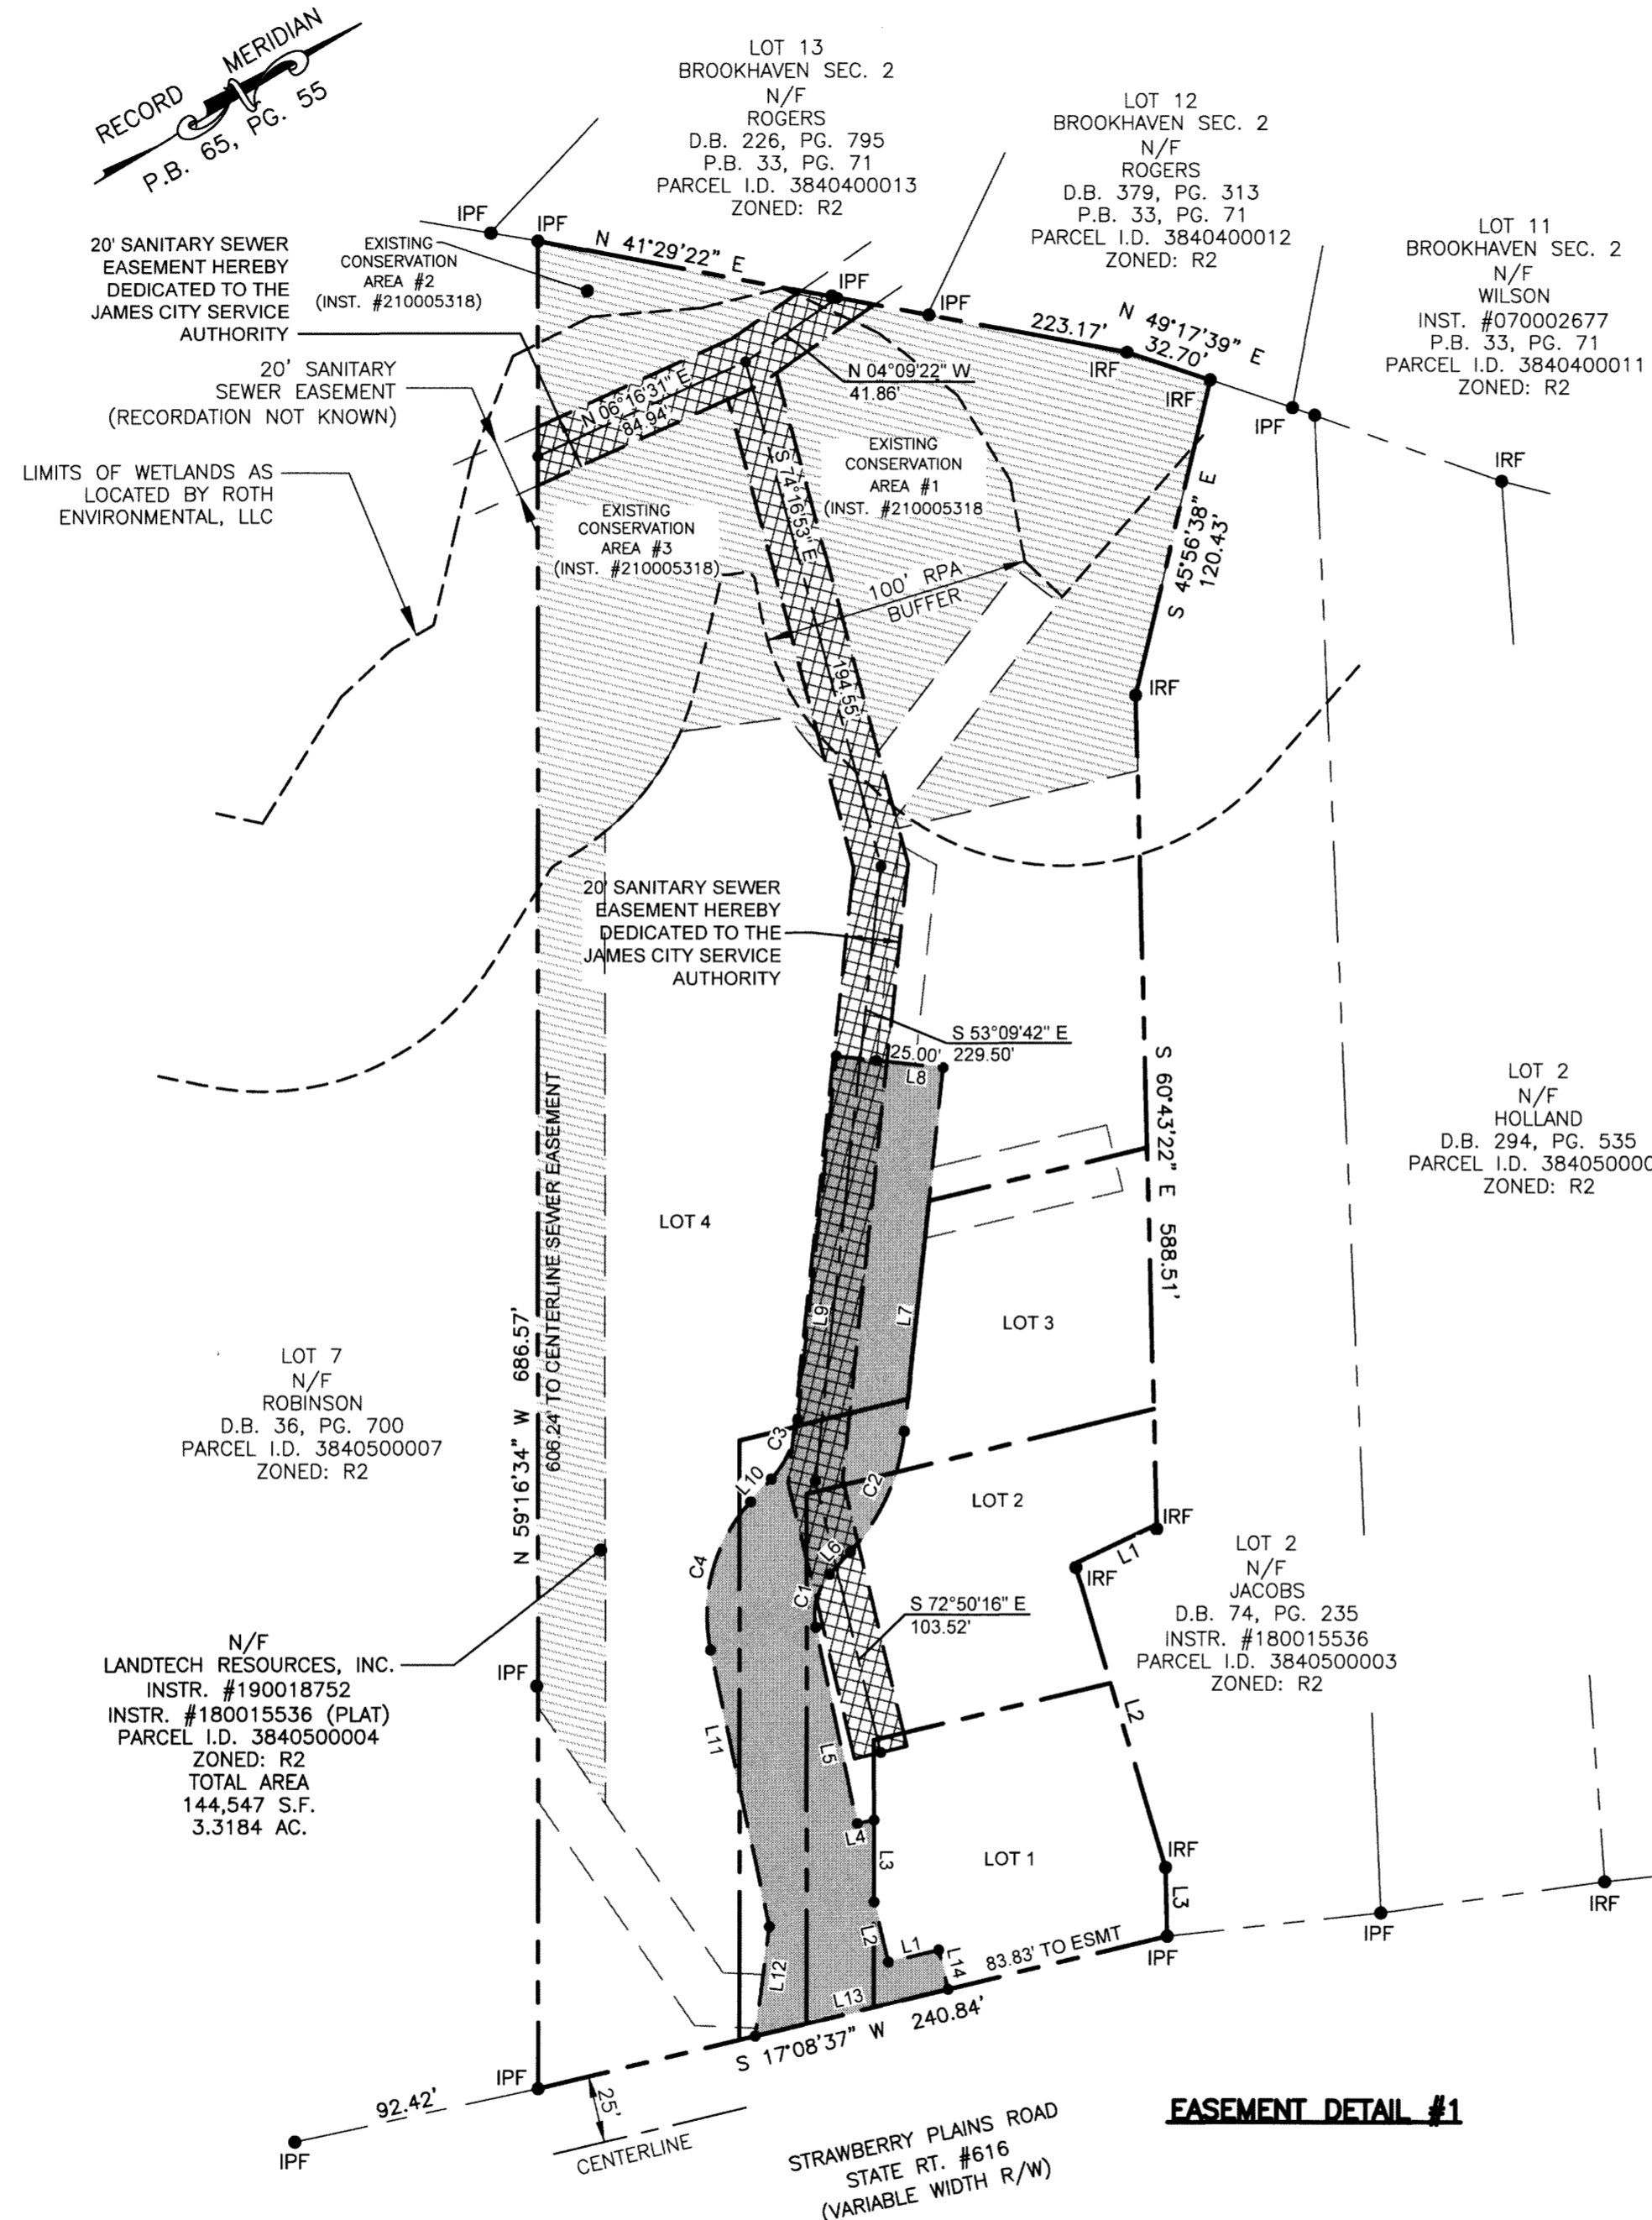 RECORD MERIDIAN
P.B. 65, PG. 55
LOT 13
BROOKHAVEN SEC. 2
N/F
ROGERS
D.B. 226, PG. 795
P.B. 33, PG. 71
PARCEL I.D. 3840400013
ZONED: R2
LOT 12
BROOKHAVEN SEC. 2
N/F
ROGERS
D.B. 379, PG. 313
P.B. 33, PG. 71
PARCEL I.D. 3840400012
ZONED: R2
LOT 11
BROOKHAVEN SEC. 2
N/F
WILSON
INST. #070002677
P.B. 33, PG. 71
PARCEL I.D. 3840400011
ZONED: R2
IPF
IPF
N 41°29'22" E
IPF
IPF
223.17'
N 49°17'39" E
32.70'
IRF
IRF
IPF
IRF
20' SANITARY SEWER
EASEMENT HEREBY
DEDICATED TO THE
JAMES CITY SERVICE
AUTHORITY
EXISTING
CONSERVATION
AREA #2
(INST. #210005318)
20' SANITARY
SEWER EASEMENT
(RECORDATION NOT KNOWN)
LIMITS OF WETLANDS AS
LOCATED BY ROTH
ENVIRONMENTAL, LLC
N 06°16'31" E
84.94'
N 04°09'22" W
41.86'
S 74°16'53" E
194.55'
EXISTING
CONSERVATION
AREA #1
(INST. #210005318
EXISTING
CONSERVATION
AREA #3
(INST. #210005318)
100' RPA
BUFFER
S 45°56'38" E
120.43'
IRF
20' SANITARY SEWER
EASEMENT HEREBY
DEDICATED TO THE
JAMES CITY SERVICE
AUTHORITY
S 53°09'42" E
229.50'
25.00'
L8
S 60°43'22" E 588.51'
LOT 2
N/F
HOLLAND
D.B. 294, PG. 535
PARCEL I.D. 384050000
ZONED: R2
LOT 4
N 59°16'34" W 686.57'
606.24' TO CENTERLINE SEWER EASEMENT
L9
L7
LOT 3
LOT 7
N/F
ROBINSON
D.B. 36, PG. 700
PARCEL I.D. 3840500007
ZONED: R2
C3
L10
C2
LOT 2
IRF
L1
IRF
C4
L6
C1
S 72°50'16" E
103.52'
LOT 2
N/F
JACOBS
D.B. 74, PG. 235
INSTR. #180015536
PARCEL I.D. 3840500003
ZONED: R2
N/F
LANDTECH RESOURCES, INC.
INSTR. #190018752
INSTR. #180015536 (PLAT)
PARCEL I.D. 3840500004
ZONED: R2
TOTAL AREA
144,547 S.F.
3.3184 AC.
IPF
L11
L5
L2
L4
L3
LOT 1
IRF
L3
L2
L1
L14
L12
L13
83.83' TO ESMT
IPF
IPF
IRF
S 17°08'37" W 240.84'
IPF
92.42'
IPF
25'
CENTERLINE
STRAWBERRY PLAINS ROAD
STATE RT. #616
(VARIABLE WIDTH R/W)
EASEMENT DETAIL #1